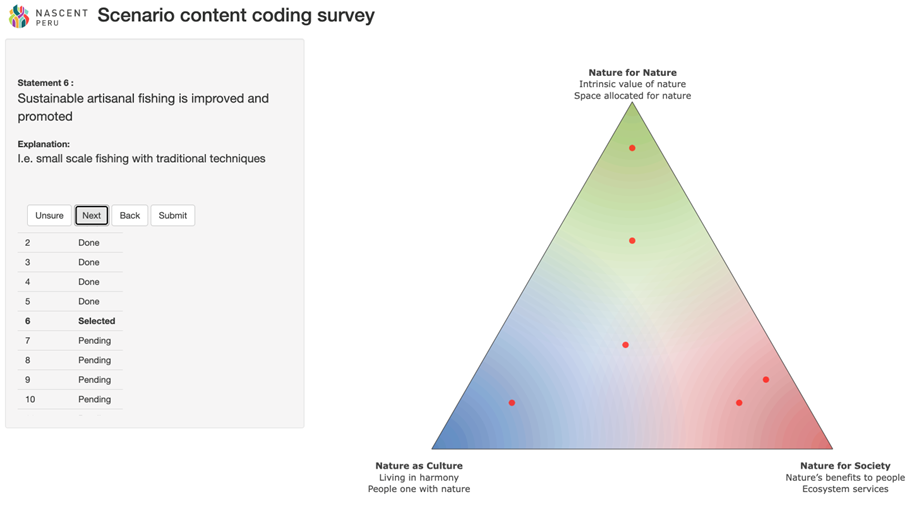 NASCENT
PERU
Scenario content coding survey
Statement 6 :
Sustainable artisanal fishing is improved and
promoted
Explanation:
I.e. small scale fishing with traditional techniques
Unsure Next Back Submit
2 Done
3 Done
4 Done
5 Done
6 Selected
7 Pending
8 Pending
9 Pending
10 Pending
Nature for Nature
Intrinsic value of nature
Space allocated for nature
Nature as Culture
Living in harmony
People one with nature
Nature for Society
Nature's benefits to people
Ecosystem services